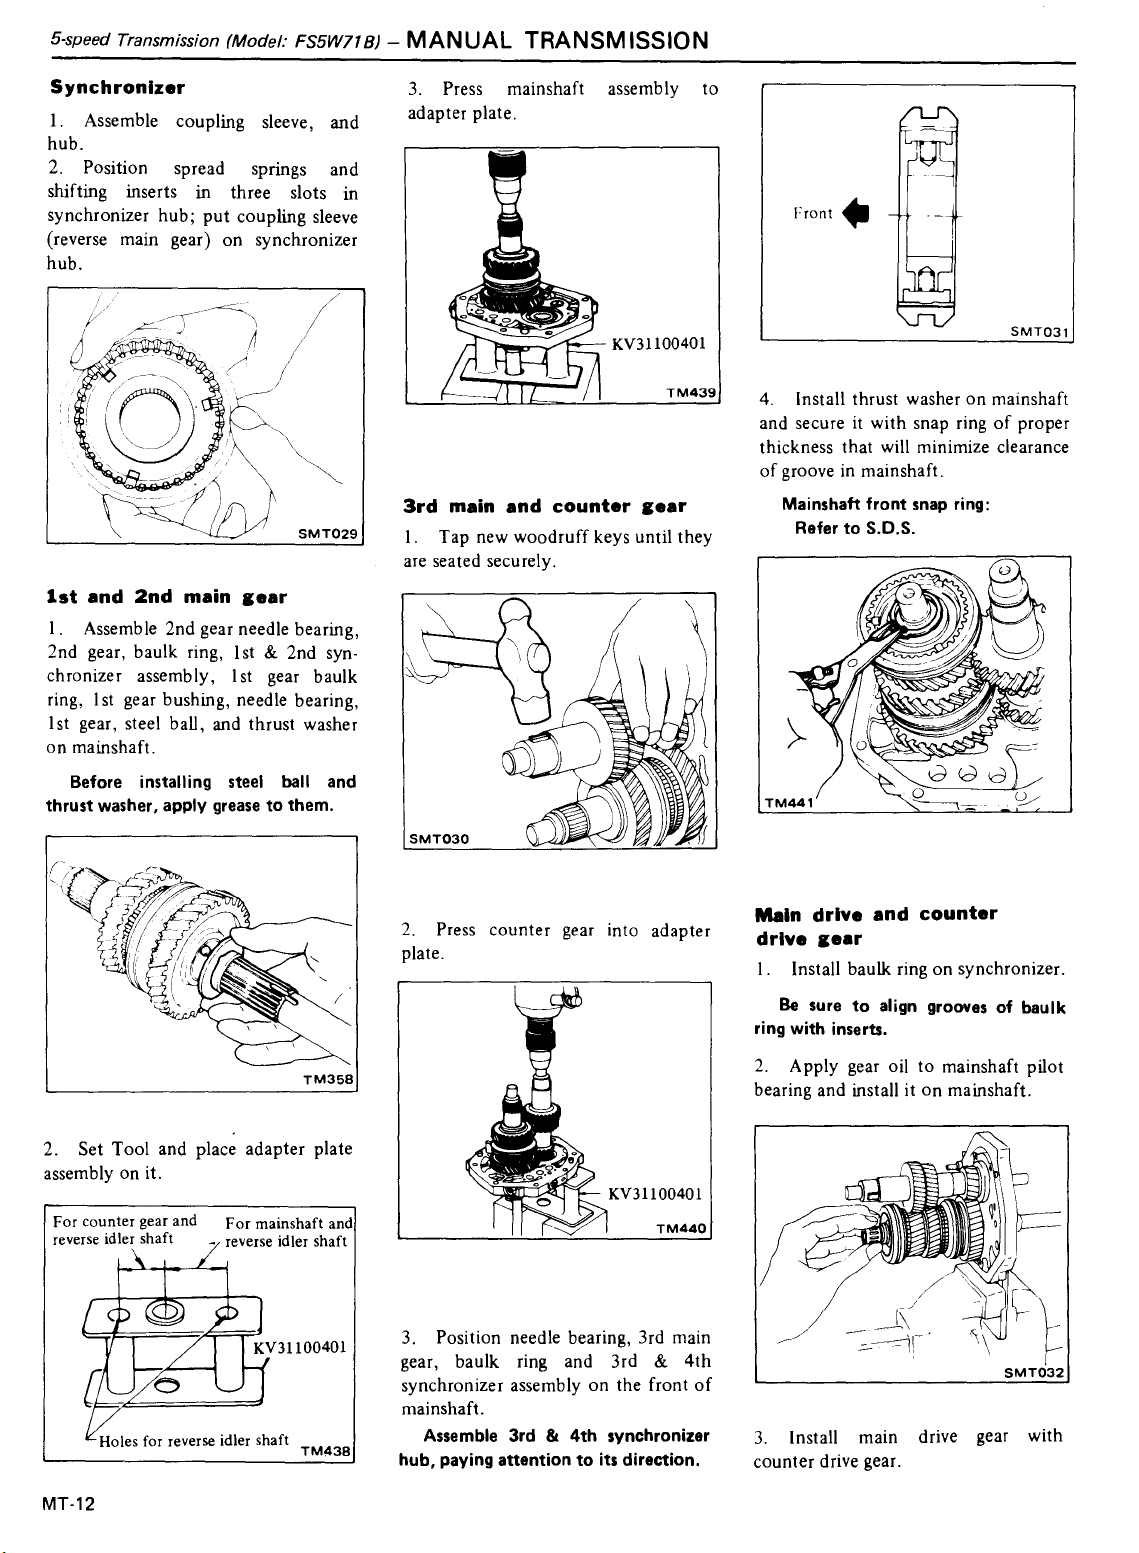 5-speed Transmission (Model: FS5W71B) – MANUAL TRANSMISSION
Synchronizer
1. Assemble coupling sleeve, and
hub.
2. Position spread springs and
shifting inserts in three slots in
synchronizer hub; put coupling sleeve
(reverse main gear) on synchronizer
hub.
SMT029
1st and 2nd main gear
1. Assemble 2nd gear needle bearing,
2nd gear, baulk ring, 1st & 2nd syn-
chronizer assembly, 1st gear baulk
ring, 1st gear bushing, needle bearing,
1st gear, steel ball, and thrust washer
on mainshaft.
Before installing steel ball and
thrust washer, apply grease to them.
TM358
2. Set Tool and place adapter plate
assembly on it.
For counter gear and
reverse idler shaft
For mainshaft and
reverse idler shaft
KV31100401
Holes for reverse idler shaft
TM438
MT-12
3. Press mainshaft assembly to
adapter plate.
KV31100401
TM439
3rd main and counter gear
1. Tap new woodruff keys until they
are seated securely.
SMT030
2. Press counter gear into adapter
plate.
KV31100401
TM440
3. Position needle bearing, 3rd main
gear, baulk ring and 3rd & 4th
synchronizer assembly on the front of
mainshaft.
Assemble 3rd & 4th synchronizer
hub, paying attention to its direction.
Front
SMT031
4. Install thrust washer on mainshaft
and secure it with snap ring of proper
thickness that will minimize clearance
of groove in mainshaft.
Mainshaft front snap ring:
Refer to S.D.S.
TM441
Main drive and counter
drive gear
1. Install baulk ring on synchronizer.
Be sure to align grooves of baulk
ring with inserts.
2. Apply gear oil to mainshaft pilot
bearing and install it on mainshaft.
SMT032
3. Install main drive gear with
counter drive gear.